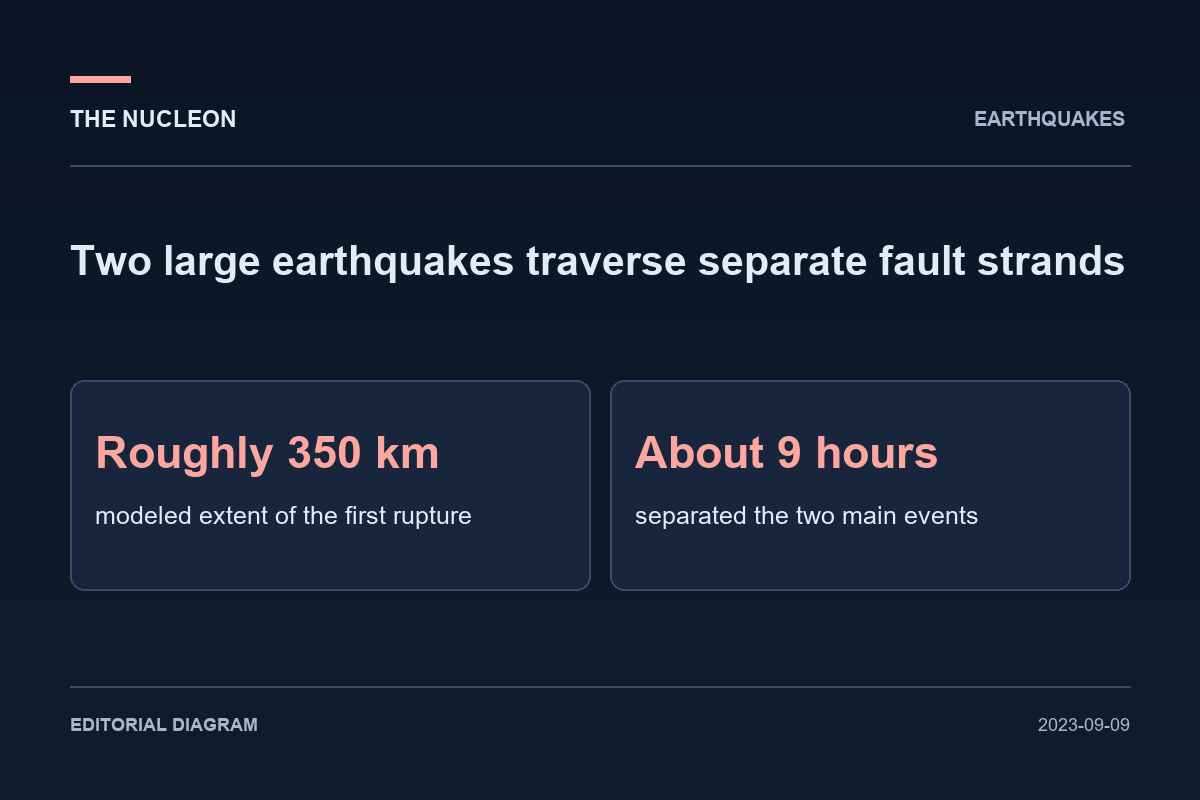 THE NUCLEON
EARTHQUAKES
Two large earthquakes traverse separate fault strands
Roughly 350 km
modeled extent of the first rupture
About 9 hours
separated the two main events
EDITORIAL DIAGRAM
2023-09-09